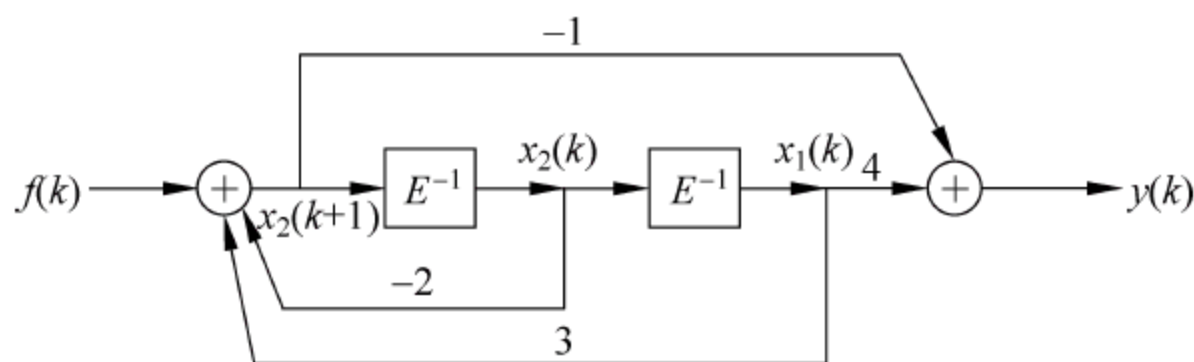 −1
f(k)
x₂(k+1)
E⁻¹
x₂(k)
E⁻¹
x₁(k)
4
y(k)
−2
3